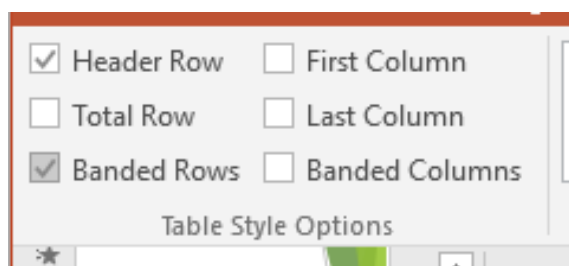 Header Row First Column
Total Row Last Column
Banded Rows Banded Columns
Table Style Options